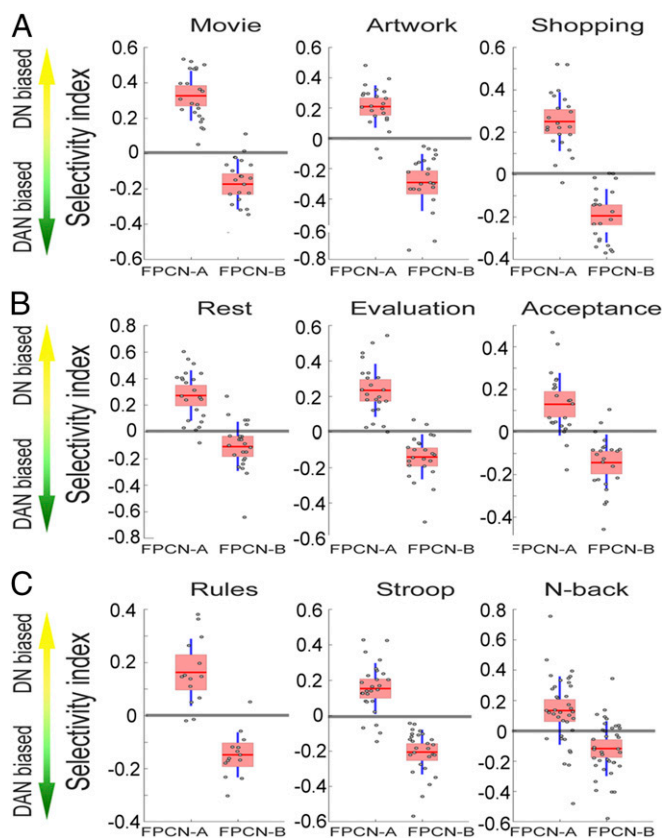 A
Movie Artwork Shopping
DAN biased DN biased
Selectivity index
0.6 0.6 0.6
0.4 0.4 0.4
0.2 0.2 0.2
0 0 0
-0.2 -0.2 -0.2
-0.4 -0.4 -0.4
-0.6 -0.6
-0.8 -0.6
FPCN-A FPCN-B FPCN-A FPCN-B FPCN-A FPCN-B
B
Rest Evaluation Acceptance
DAN biased DN biased
Selectivity index
0.8 0.6
0.6 0.4 0.4
0.4 0.2 0.2
0.2
0 0 0
-0.2 -0.2 -0.2
-0.4 -0.4 -0.4
-0.6 -0.6
-0.8
FPCN-A FPCN-B FPCN-A FPCN-B FPCN-A FPCN-B
C
Rules Stroop N-back
DAN biased DN biased
Selectivity index
0.4 0.6 0.8
0.2 0.4 0.6
0.2 0.4
0.2
0 0 0
-0.2 -0.2 -0.2
-0.4 -0.4 -0.4
-0.6 -0.6
FPCN-A FPCN-B FPCN-A FPCN-B FPCN-A FPCN-B